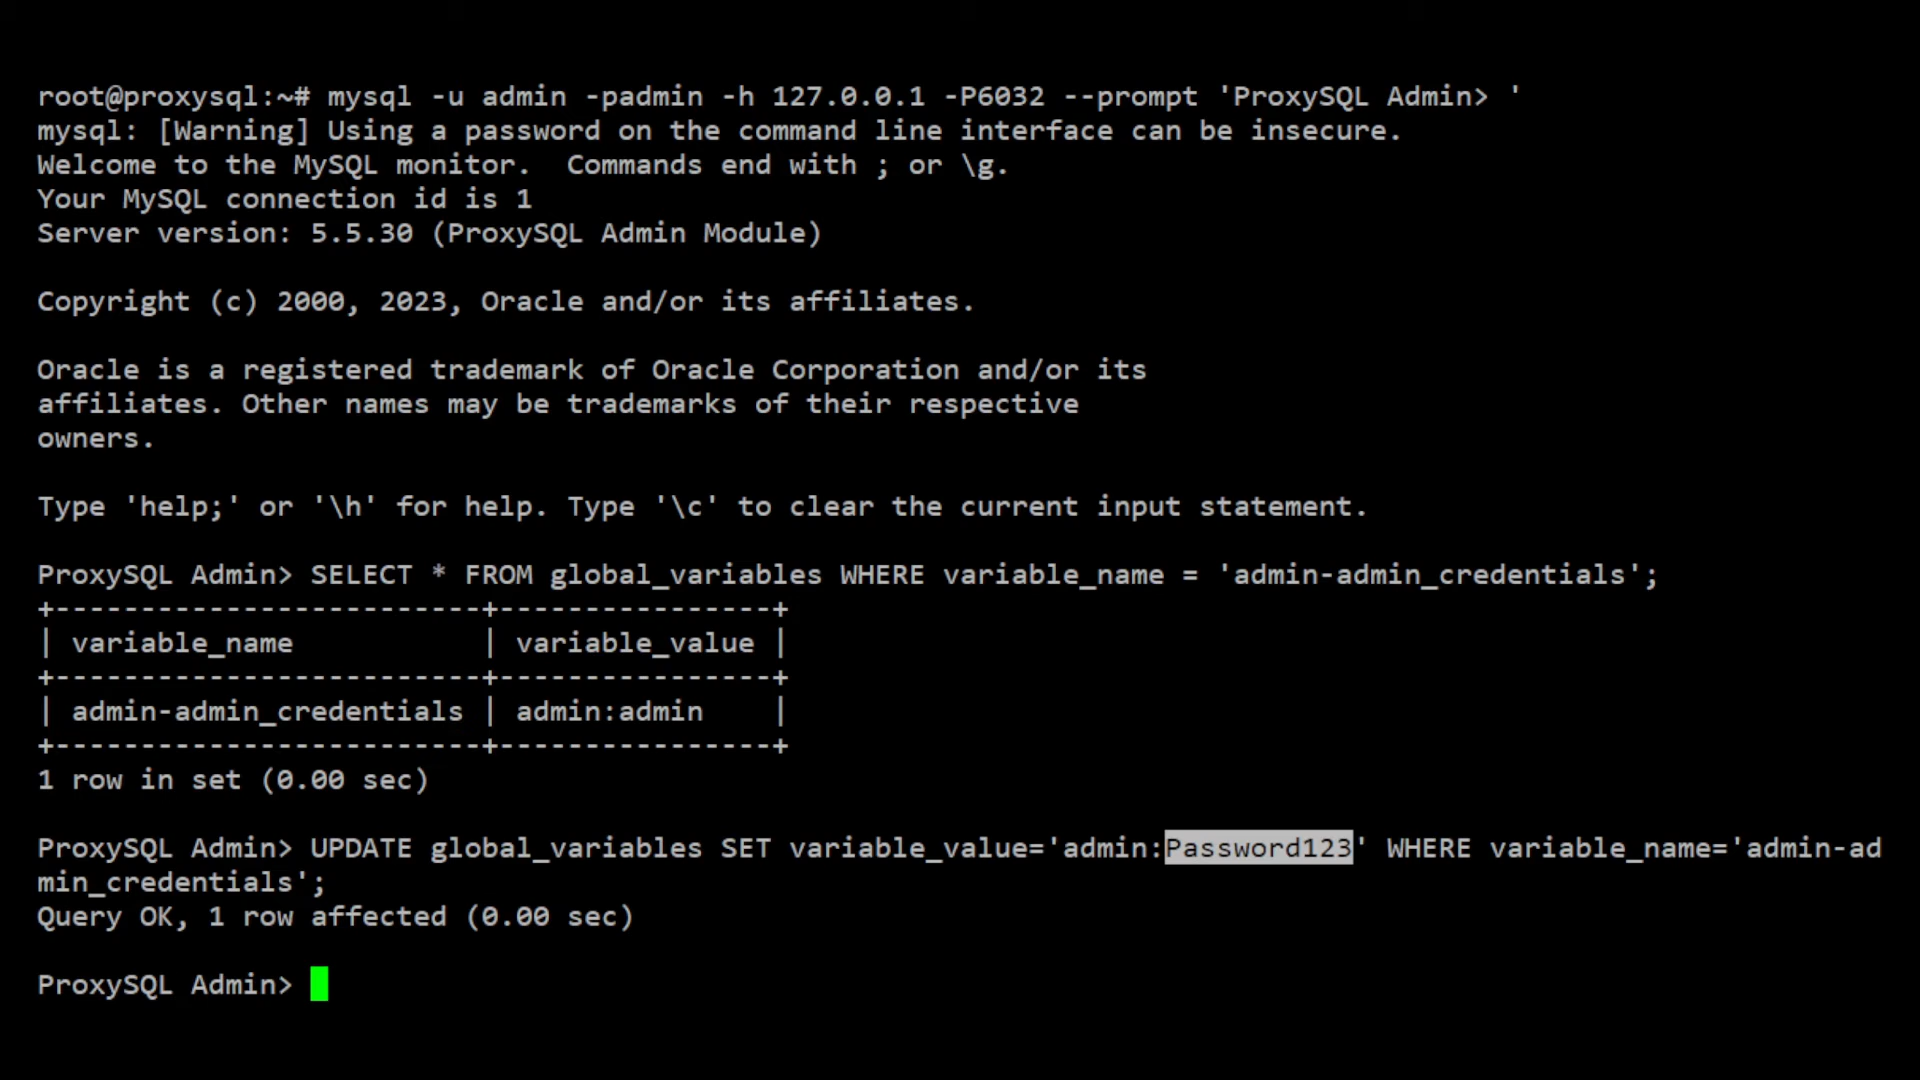 root@proxysql:~# mysql -u admin -padmin -h 127.0.0.1 -P6032 --prompt 'ProxySQL Admin> '
mysql: [Warning] Using a password on the command line interface can be insecure.
Welcome to the MySQL monitor.  Commands end with ; or \g.
Your MySQL connection id is 1
Server version: 5.5.30 (ProxySQL Admin Module)

Copyright (c) 2000, 2023, Oracle and/or its affiliates.

Oracle is a registered trademark of Oracle Corporation and/or its
affiliates. Other names may be trademarks of their respective
owners.

Type 'help;' or '\h' for help. Type '\c' to clear the current input statement.

ProxySQL Admin> SELECT * FROM global_variables WHERE variable_name = 'admin-admin_credentials';
+-------------------------+----------------+
| variable_name           | variable_value |
+-------------------------+----------------+
| admin-admin_credentials | admin:admin    |
+-------------------------+----------------+
1 row in set (0.00 sec)

ProxySQL Admin> UPDATE global_variables SET variable_value='admin:Password123' WHERE variable_name='admin-ad
min_credentials';
Query OK, 1 row affected (0.00 sec)

ProxySQL Admin>